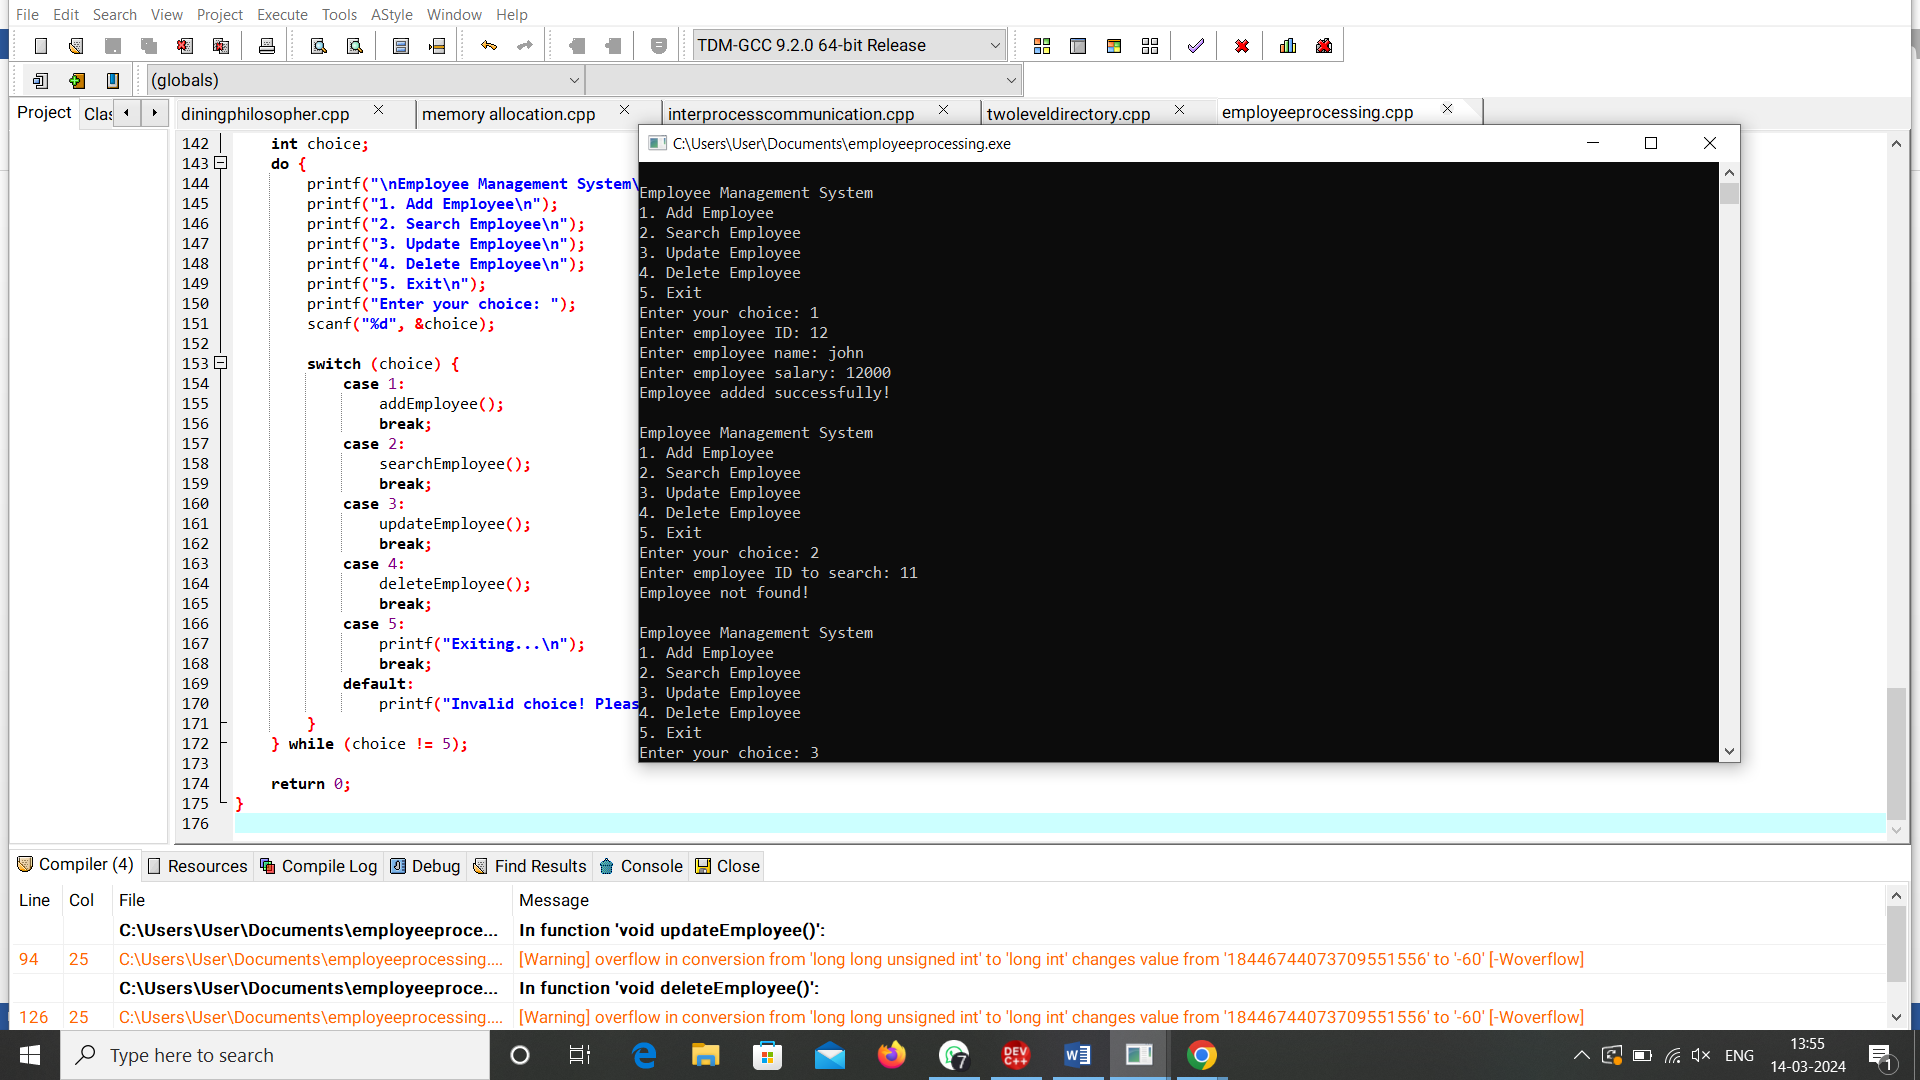 File Edit Search View Project Execute Tools AStyle Window Help
TDM-GCC 9.2.0 64-bit Release
(globals)
Project Clas
diningphilosopher.cpp memory allocation.cpp interprocesscommunication.cpp twoleveldirectory.cpp employeeprocessing.cpp
142 int choice;
143 do {
144 printf("\nEmployee Management System\
145 printf("1. Add Employee\n");
146 printf("2. Search Employee\n");
147 printf("3. Update Employee\n");
148 printf("4. Delete Employee\n");
149 printf("5. Exit\n");
150 printf("Enter your choice: ");
151 scanf("%d", &choice);
152
153 switch (choice) {
154 case 1:
155 addEmployee();
156 break;
157 case 2:
158 searchEmployee();
159 break;
160 case 3:
161 updateEmployee();
162 break;
163 case 4:
164 deleteEmployee();
165 break;
166 case 5:
167 printf("Exiting...\n");
168 break;
169 default:
170 printf("Invalid choice! Pleas
171 }
172 } while (choice != 5);
173
174 return 0;
175 }
176
C:\Users\User\Documents\employeeprocessing.exe
Employee Management System
1. Add Employee
2. Search Employee
3. Update Employee
4. Delete Employee
5. Exit
Enter your choice: 1
Enter employee ID: 12
Enter employee name: john
Enter employee salary: 12000
Employee added successfully!
Employee Management System
1. Add Employee
2. Search Employee
3. Update Employee
4. Delete Employee
5. Exit
Enter your choice: 2
Enter employee ID to search: 11
Employee not found!
Employee Management System
1. Add Employee
2. Search Employee
3. Update Employee
4. Delete Employee
5. Exit
Enter your choice: 3
Compiler (4) Resources Compile Log Debug Find Results Console Close
Line Col File Message
C:\Users\User\Documents\employeeproce... In function 'void updateEmployee()':
94 25 C:\Users\User\Documents\employeeprocessing.... [Warning] overflow in conversion from 'long long unsigned int' to 'long int' changes value from '18446744073709551556' to '-60' [-Woverflow]
C:\Users\User\Documents\employeeproce... In function 'void deleteEmployee()':
126 25 C:\Users\User\Documents\employeeprocessing.... [Warning] overflow in conversion from 'long long unsigned int' to 'long int' changes value from '18446744073709551556' to '-60' [-Woverflow]
Type here to search
7
DEV C++
W
ENG
13:55
14-03-2024
1